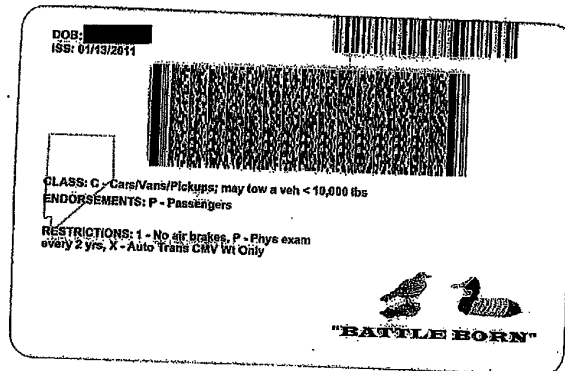 DOB:
ISS: 01/13/2011
CLASS: C - Cars/Vans/Pickups; may tow a veh < 10,000 lbs
ENDORSEMENTS: P - Passengers
RESTRICTIONS: 1 - No air brakes, P - Phys exam
every 2 yrs, X - Auto Trans CMV Wt Only
"BATTLE BORN"